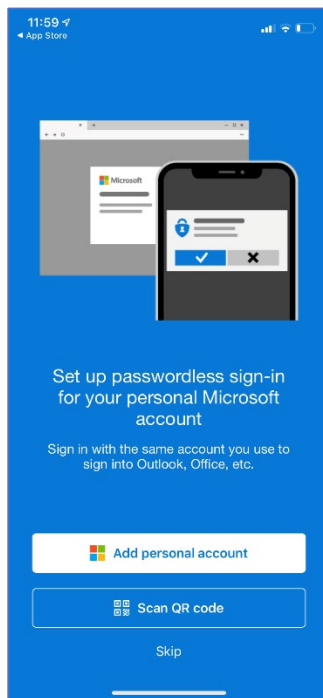 11:59
App Store
Microsoft
Set up passwordless sign-in
for your personal Microsoft
account
Sign in with the same account you use to
sign into Outlook, Office, etc.
Add personal account
Scan QR code
Skip